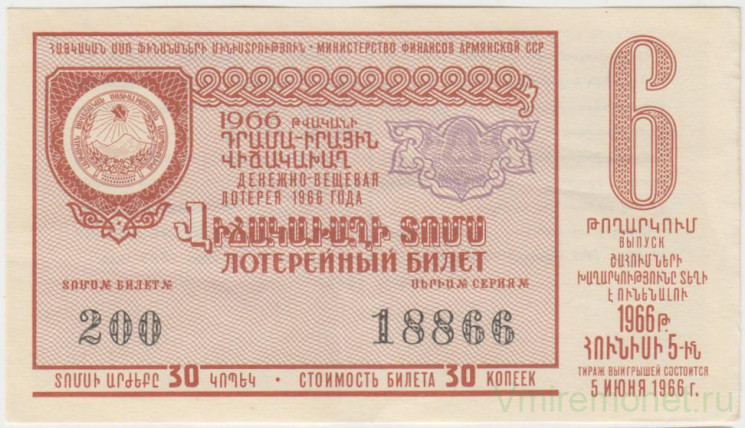 ՀԱՅԿԱԿԱՆ ՍՍՌ ՖԻՆԱՆՍՆԵՐԻ ՄԻՆԻՍՏՐՈՒԹՅՈՒՆ · МИНИСТЕРСТВО ФИНАНСОВ АРМЯНСКОЙ ССР
1966 ԹՎԱԿԱՆԻ
ԴՐԱՄԱ-ԻՐԱՅԻՆ
ՎԻՃԱԿԱԽԱՂ
ДЕНЕЖНО-ВЕЩЕВАЯ
ЛОТЕРЕЯ 1966 ГОДА
ՎԻՃԱԿԱԽԱՂԻ ՏՈՄՍ
ЛОТЕРЕЙНЫЙ БИЛЕТ
ՏՈՄՍ № БИЛЕТ № ՍԵՐԻԱ № СЕРИЯ №
200 18866
ՏՈՄՍԻ ԱՐԺԵՔԸ 30 ԿՈՊԵԿ · СТОИМОСТЬ БИЛЕТА 30 КОПЕЕК
6
ԹՈՂԱՐԿՈՒՄ
ВЫПУСК
ՇԱՀՈՒՄՆԵՐԻ
ԽԱՂԱՐԿՈՒԹՅՈՒՆԸ ՏԵՂԻ
Է ՈՒՆԵՆԱԼՈՒ
1966 Թ.
ՀՈՒՆԻՍԻ 5-ԻՆ
ТИРАЖ ВЫИГРЫШЕЙ СОСТОИТСЯ
5 ИЮНЯ 1966 г.
vmiremonet.ru